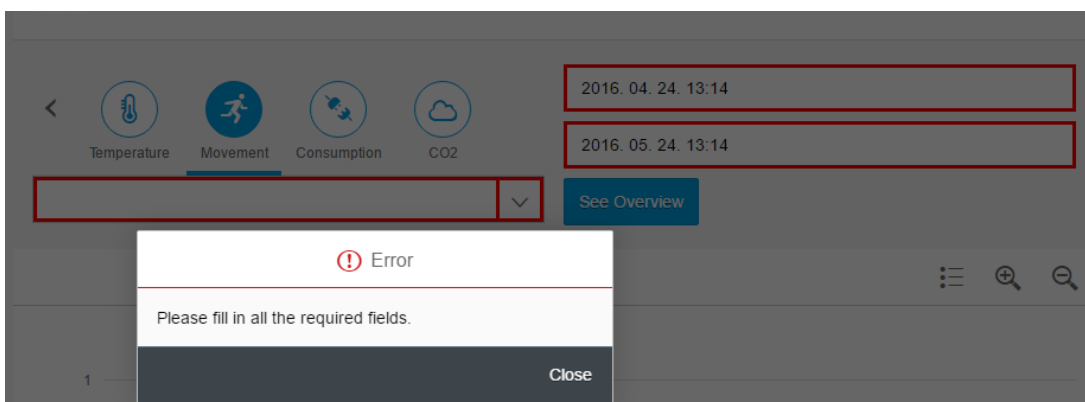 2016. 04. 24. 13:14
Temperature Movement Consumption CO2
2016. 05. 24. 13:14
See Overview
Error
Please fill in all the required fields.
Close
1